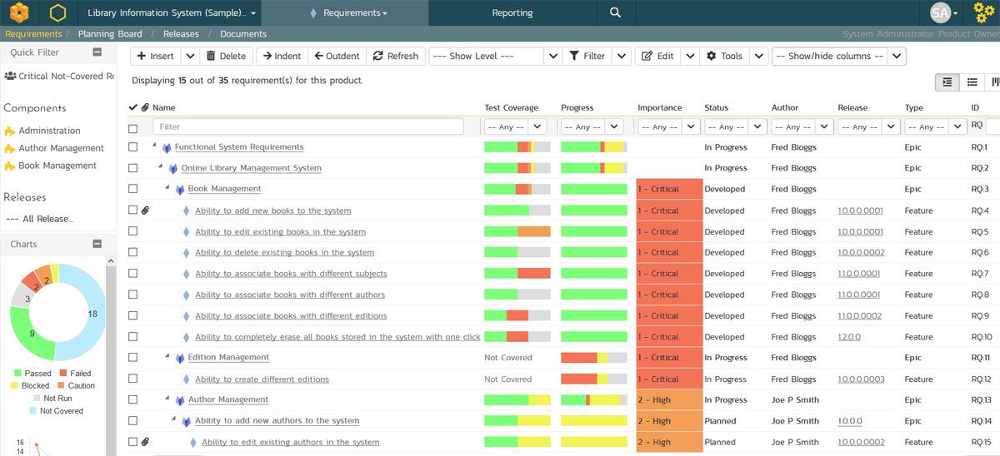 Library Information System (Sample)... Requirements Reporting SA
Requirements / Planning Board / Releases / Documents System Administrator: Product Owner
Quick Filter
Critical Not-Covered Re
Components
Administration
Author Management
Book Management
Releases
--- All Release...
Charts
18
9
3
2
2
Passed Failed
Blocked Caution
Not Run
Not Covered
16
14
Insert Delete Indent Outdent Refresh --- Show Level --- Filter Edit Tools -- Show/hide columns --
Displaying 15 out of 35 requirement(s) for this product.
Name Test Coverage Progress Importance Status Author Release Type ID
Filter -- Any -- -- Any -- -- Any -- -- Any -- -- Any -- -- Any -- -- Any -- RQ
Functional System Requirements In Progress Fred Bloggs Epic RQ:1
Online Library Management System In Progress Fred Bloggs Epic RQ:2
Book Management 1 - Critical Developed Fred Bloggs Epic RQ:3
Ability to add new books to the system 1 - Critical Developed Fred Bloggs 1.0.0.0.0001 Feature RQ:4
Ability to edit existing books in the system 1 - Critical Developed Fred Bloggs 1.0.0.0.0001 Feature RQ:5
Ability to delete existing books in the system 1 - Critical Developed Fred Bloggs 1.0.0.0.0002 Feature RQ:6
Ability to associate books with different subjects 1 - Critical Developed Fred Bloggs 1.1.0.0.0001 Feature RQ:7
Ability to associate books with different authors 1 - Critical Developed Fred Bloggs 1.1.0.0.0001 Feature RQ:8
Ability to associate books with different editions 1 - Critical Developed Fred Bloggs 1.1.0.0.0002 Feature RQ:9
Ability to completely erase all books stored in the system with one click 1 - Critical Developed Fred Bloggs 1.2.0.0 Feature RQ:10
Edition Management Not Covered 1 - Critical In Progress Fred Bloggs Epic RQ:11
Ability to create different editions Not Covered 1 - Critical In Progress Fred Bloggs 1.0.0.0.0003 Feature RQ:12
Author Management 2 - High In Progress Joe P Smith Epic RQ:13
Ability to add new authors to the system 2 - High Planned Joe P Smith 1.0.0.0 Epic RQ:14
Ability to edit existing authors in the system 2 - High Planned Joe P Smith 1.0.0.0.0002 Feature RQ:15